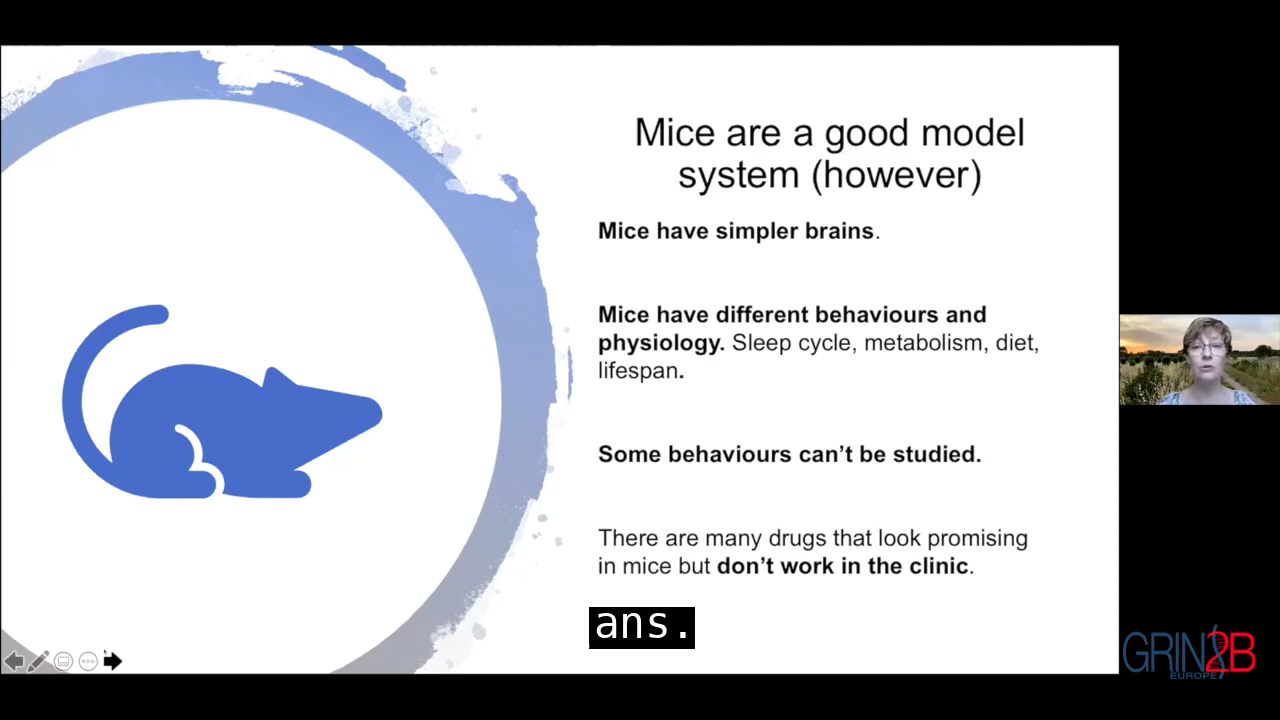 Mice are a good model
system (however)
Mice have simpler brains.
Mice have different behaviours and
physiology. Sleep cycle, metabolism, diet,
lifespan.
Some behaviours can’t be studied.
There are many drugs that look promising
in mice but don’t work in the clinic.
ans.
GRIN2B
EUROPE